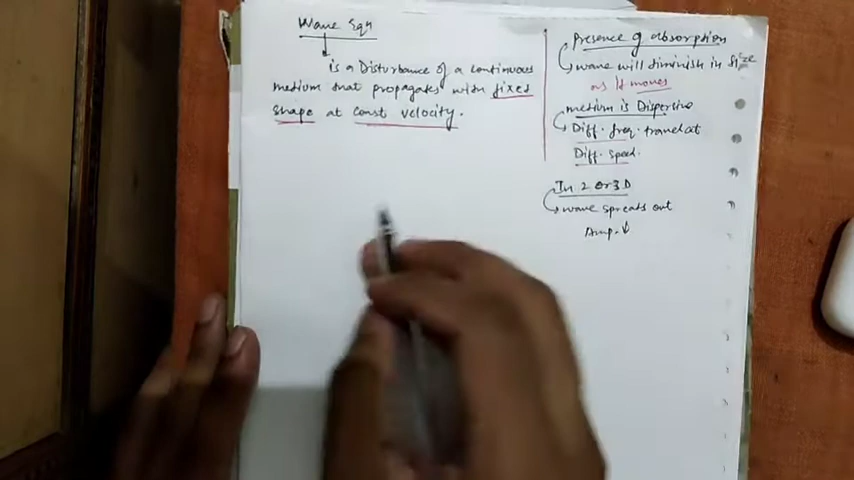 Wave Eqn
is a Disturbance of a continuous
medium that propagates with fixed
shape at const velocity.
Presence of absorption
wave will diminish in size
as it moves
medium is Dispersive
Diff. freq. travel at
Diff. speed.
In 2 or 3D
wave spreads out
Amp. ↓